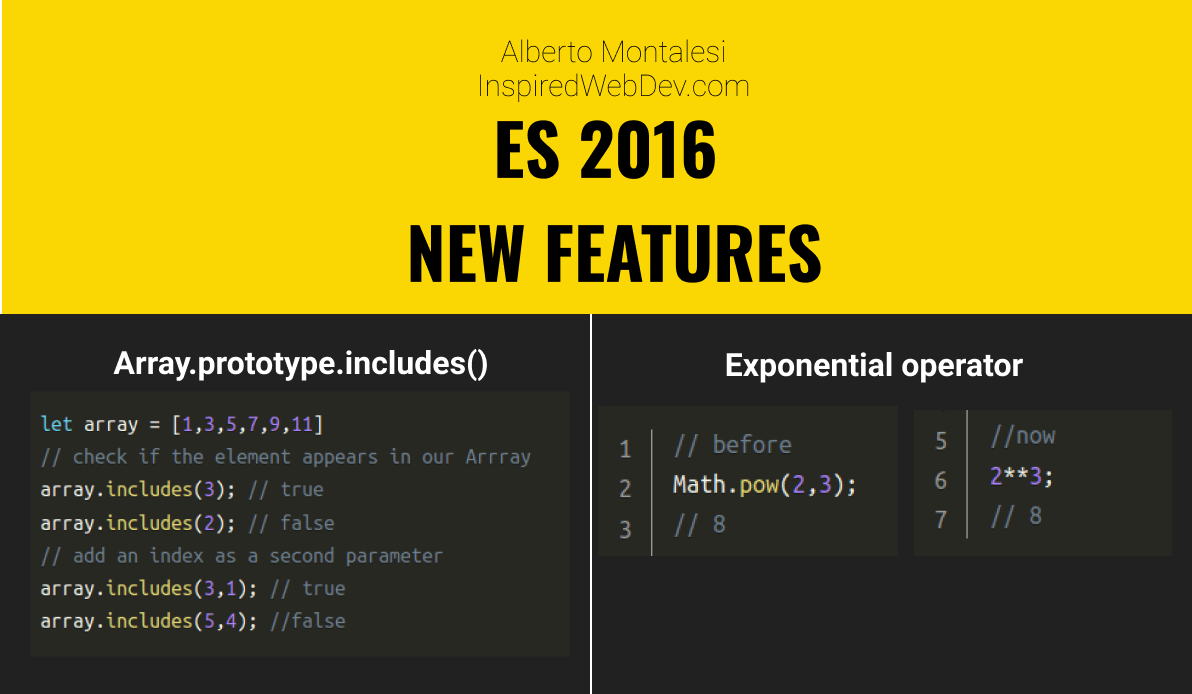 Alberto Montalesi
InspiredWebDev.com
ES 2016
NEW FEATURES
Array.prototype.includes()
let array = [1,3,5,7,9,11]
// check if the element appears in our Arrray
array.includes(3); // true
array.includes(2); // false
// add an index as a second parameter
array.includes(3,1); // true
array.includes(5,4); //false
Exponential operator
1 // before
2 Math.pow(2,3);
3 // 8
5 //now
6 2**3;
7 // 8